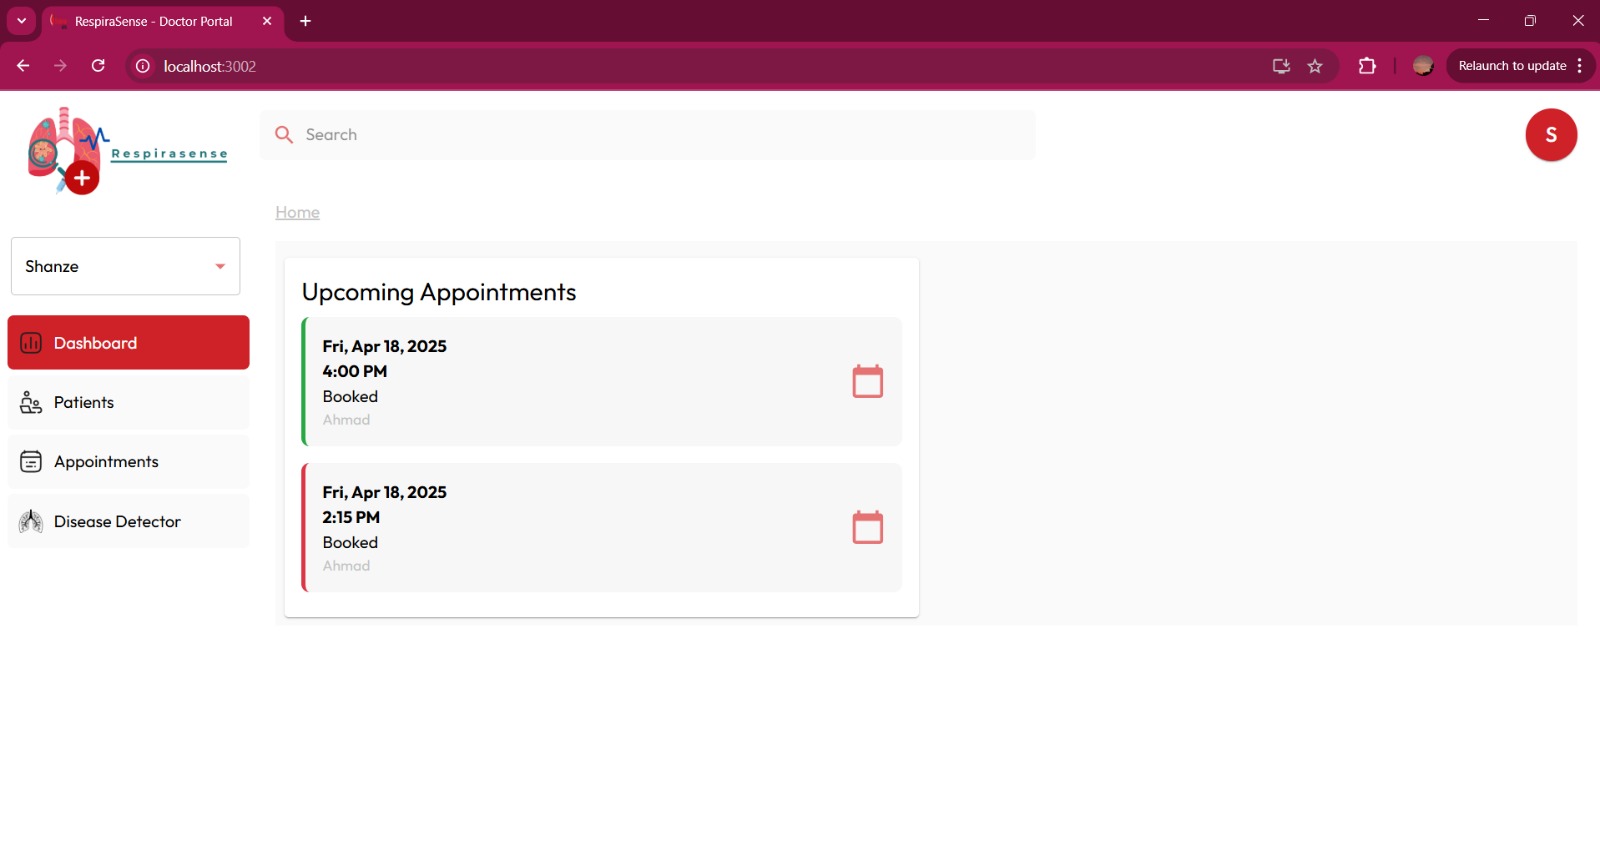 RespiraSense - Doctor Portal
localhost:3002
Relaunch to update
Respirasense
Search
S
Home
Shanze
Dashboard
Patients
Appointments
Disease Detector
Upcoming Appointments
Fri, Apr 18, 2025
4:00 PM
Booked
Ahmad
Fri, Apr 18, 2025
2:15 PM
Booked
Ahmad